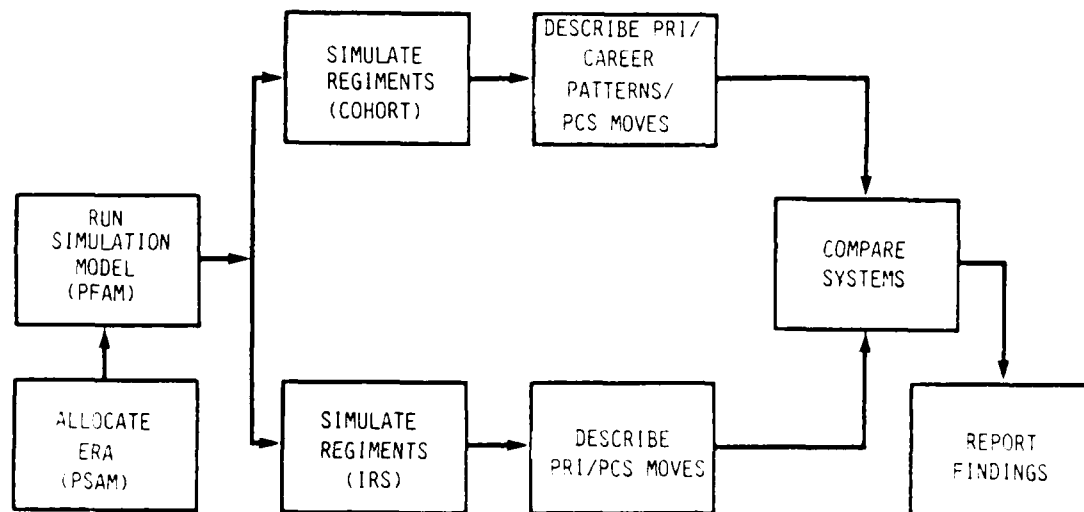 SIMULATE
REGIMENTS
(COHORT)
DESCRIBE PRI/
CAREER
PATTERNS/
PCS MOVES
RUN
SIMULATION
MODEL
(PFAM)
COMPARE
SYSTEMS
ALLOCATE
ERA
(PSAM)
SIMULATE
REGIMENTS
(IRS)
DESCRIBE
PRI/PCS MOVES
REPORT
FINDINGS